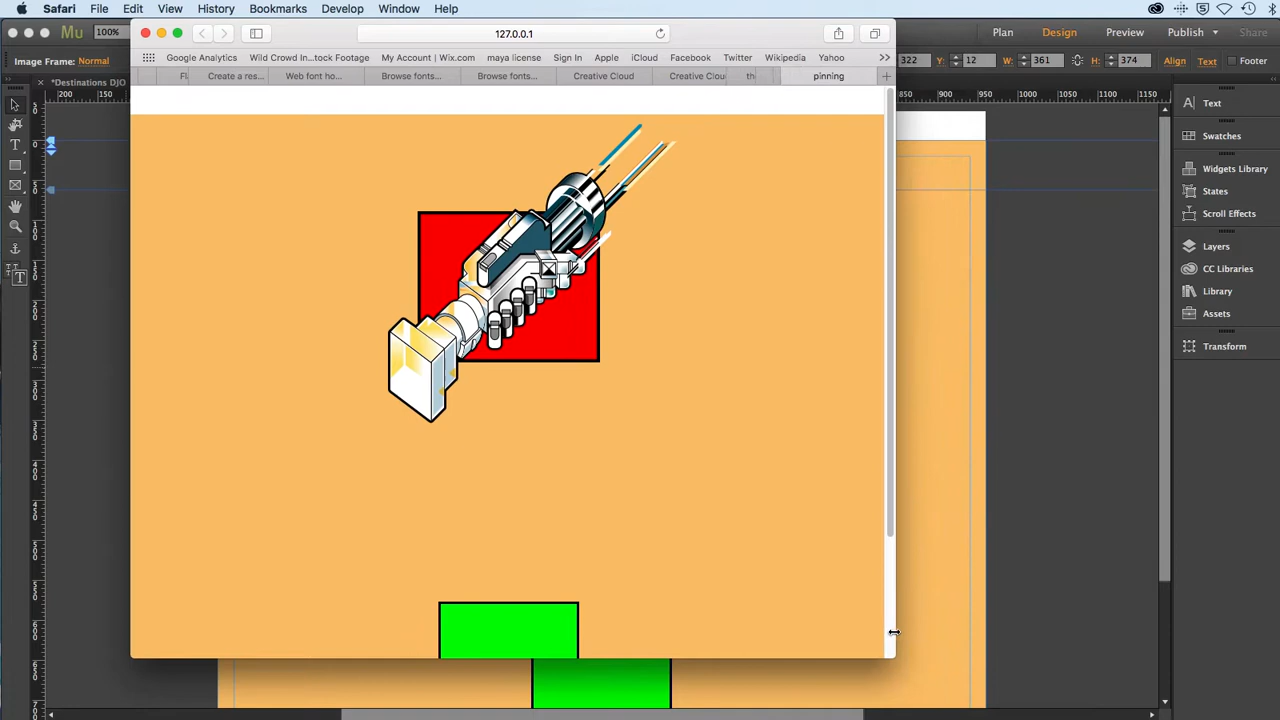 Safari File Edit View History Bookmarks Develop Window Help
Mu 100% 127.0.0.1 Plan Design Preview Publish Share
Image Frame: Normal Google Analytics Wild Crowd In...tock Footage My Account | Wix.com maya license Sign In Apple iCloud Facebook Twitter Wikipedia Yahoo >> 322 Y: 12 W: 361 H: 374 Align Text Footer
*Destinations DJO Create a res... Web font ho... Browse fonts... Browse fonts... Creative Cloud Creative Clou the pinning +
200 150 850 900 950 1000 1050 1100 1150
Text
Swatches
Widgets Library
States
Scroll Effects
Layers
CC Libraries
Library
Assets
Transform